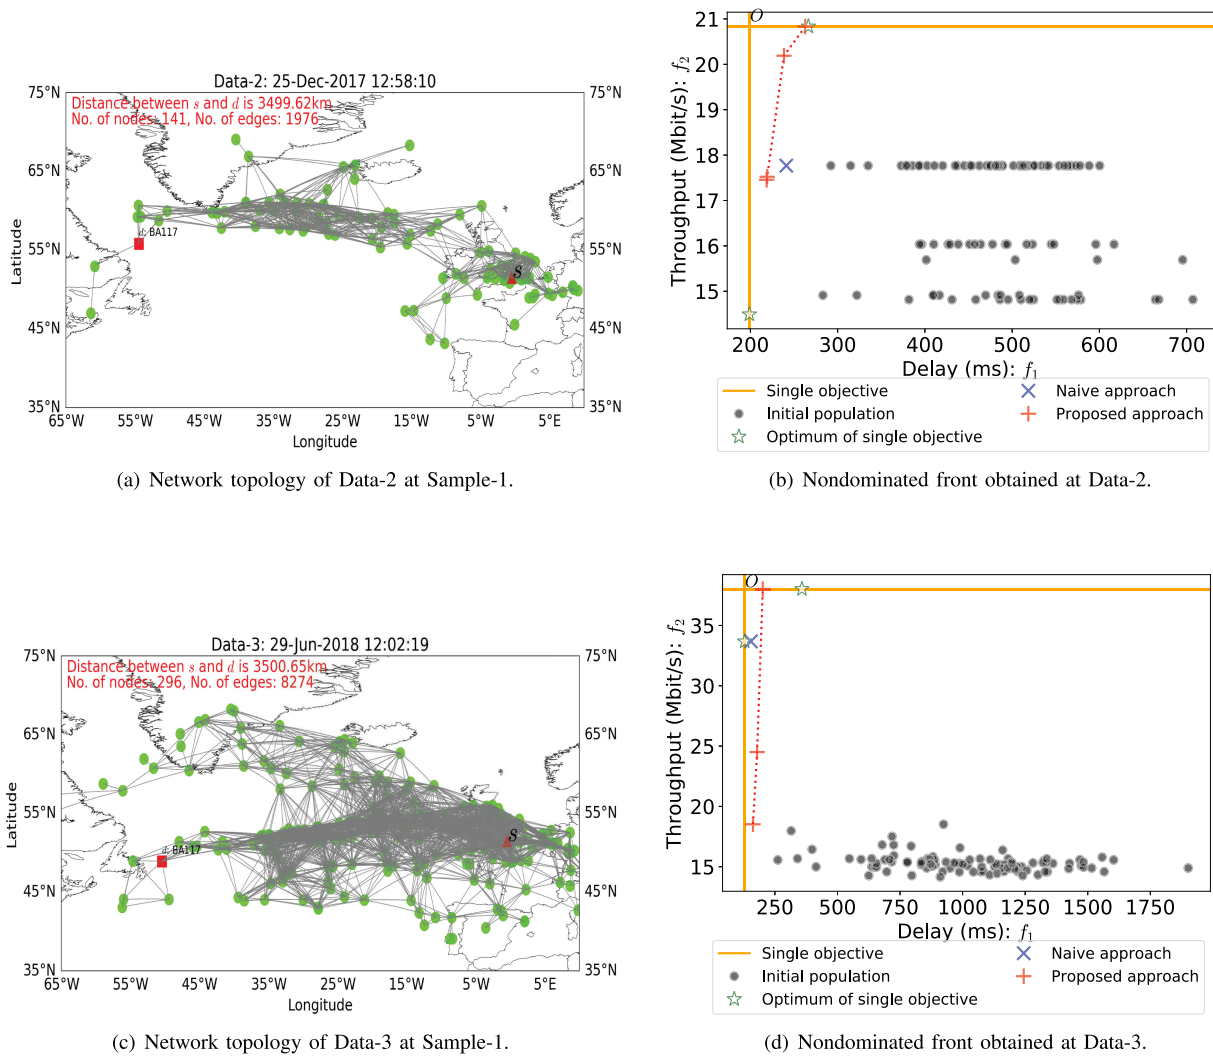 Data-2: 25-Dec-2017 12:58:10
75°N
75°N
Distance between s and d is 3499.62km
No. of nodes: 141, No. of edges: 1976
65°N
65°N
d: BA117
55°N
55°N
S
45°N
45°N
35°N
35°N
65°W 55°W 45°W 35°W 25°W 15°W 5°W 5°E
Latitude
Longitude
(a) Network topology of Data-2 at Sample-1.
O
21
20
19
18
17
16
15
200 300 400 500 600 700
Throughput (Mbit/s): f₂
Delay (ms): f₁
Single objective
Initial population
Optimum of single objective
Naive approach
Proposed approach
(b) Nondominated front obtained at Data-2.
Data-3: 29-Jun-2018 12:02:19
75°N
75°N
Distance between s and d is 3500.65km
No. of nodes: 296, No. of edges: 8274
65°N
65°N
55°N
55°N
d: BA117
S
45°N
45°N
35°N
35°N
65°W 55°W 45°W 35°W 25°W 15°W 5°W 5°E
Latitude
Longitude
(c) Network topology of Data-3 at Sample-1.
O
35
30
25
20
15
250 500 750 1000 1250 1500 1750
Throughput (Mbit/s): f₂
Delay (ms): f₁
Single objective
Initial population
Optimum of single objective
Naive approach
Proposed approach
(d) Nondominated front obtained at Data-3.